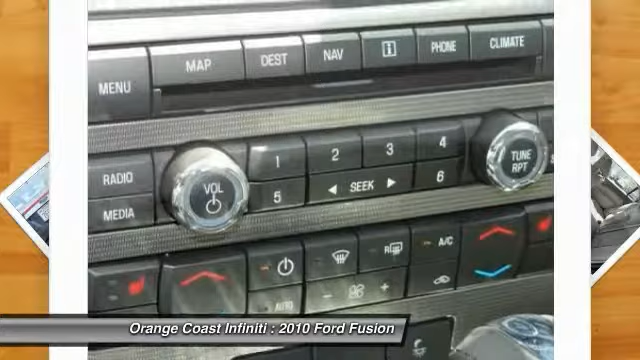 MENU MAP DEST NAV i PHONE CLIMATE
RADIO VOL 1 2 3 4 TUNE RPT
MEDIA 5 SEEK 6
R A/C
AUTO - +
Orange Coast Infiniti : 2010 Ford Fusion